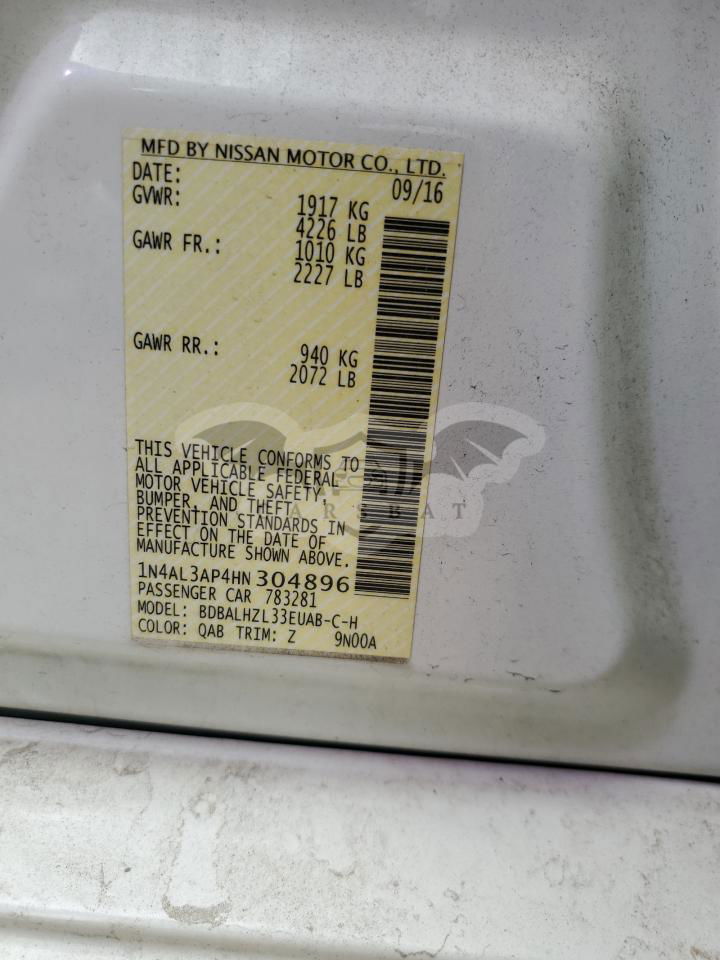 MFD BY NISSAN MOTOR CO., LTD.
DATE: 09/16
GVWR: 1917 KG
4226 LB
GAWR FR.: 1010 KG
2227 LB
GAWR RR.: 940 KG
2072 LB
THIS VEHICLE CONFORMS TO
ALL APPLICABLE FEDERAL
MOTOR VEHICLE SAFETY,
BUMPER, AND THEFT
PREVENTION STANDARDS IN
EFFECT ON THE DATE OF
MANUFACTURE SHOWN ABOVE.
1N4AL3AP4HN304896
PASSENGER CAR 783281
MODEL: BDBALHZL33EUAB-C-H
COLOR: QAB TRIM: Z 9N00A
ARSBAT